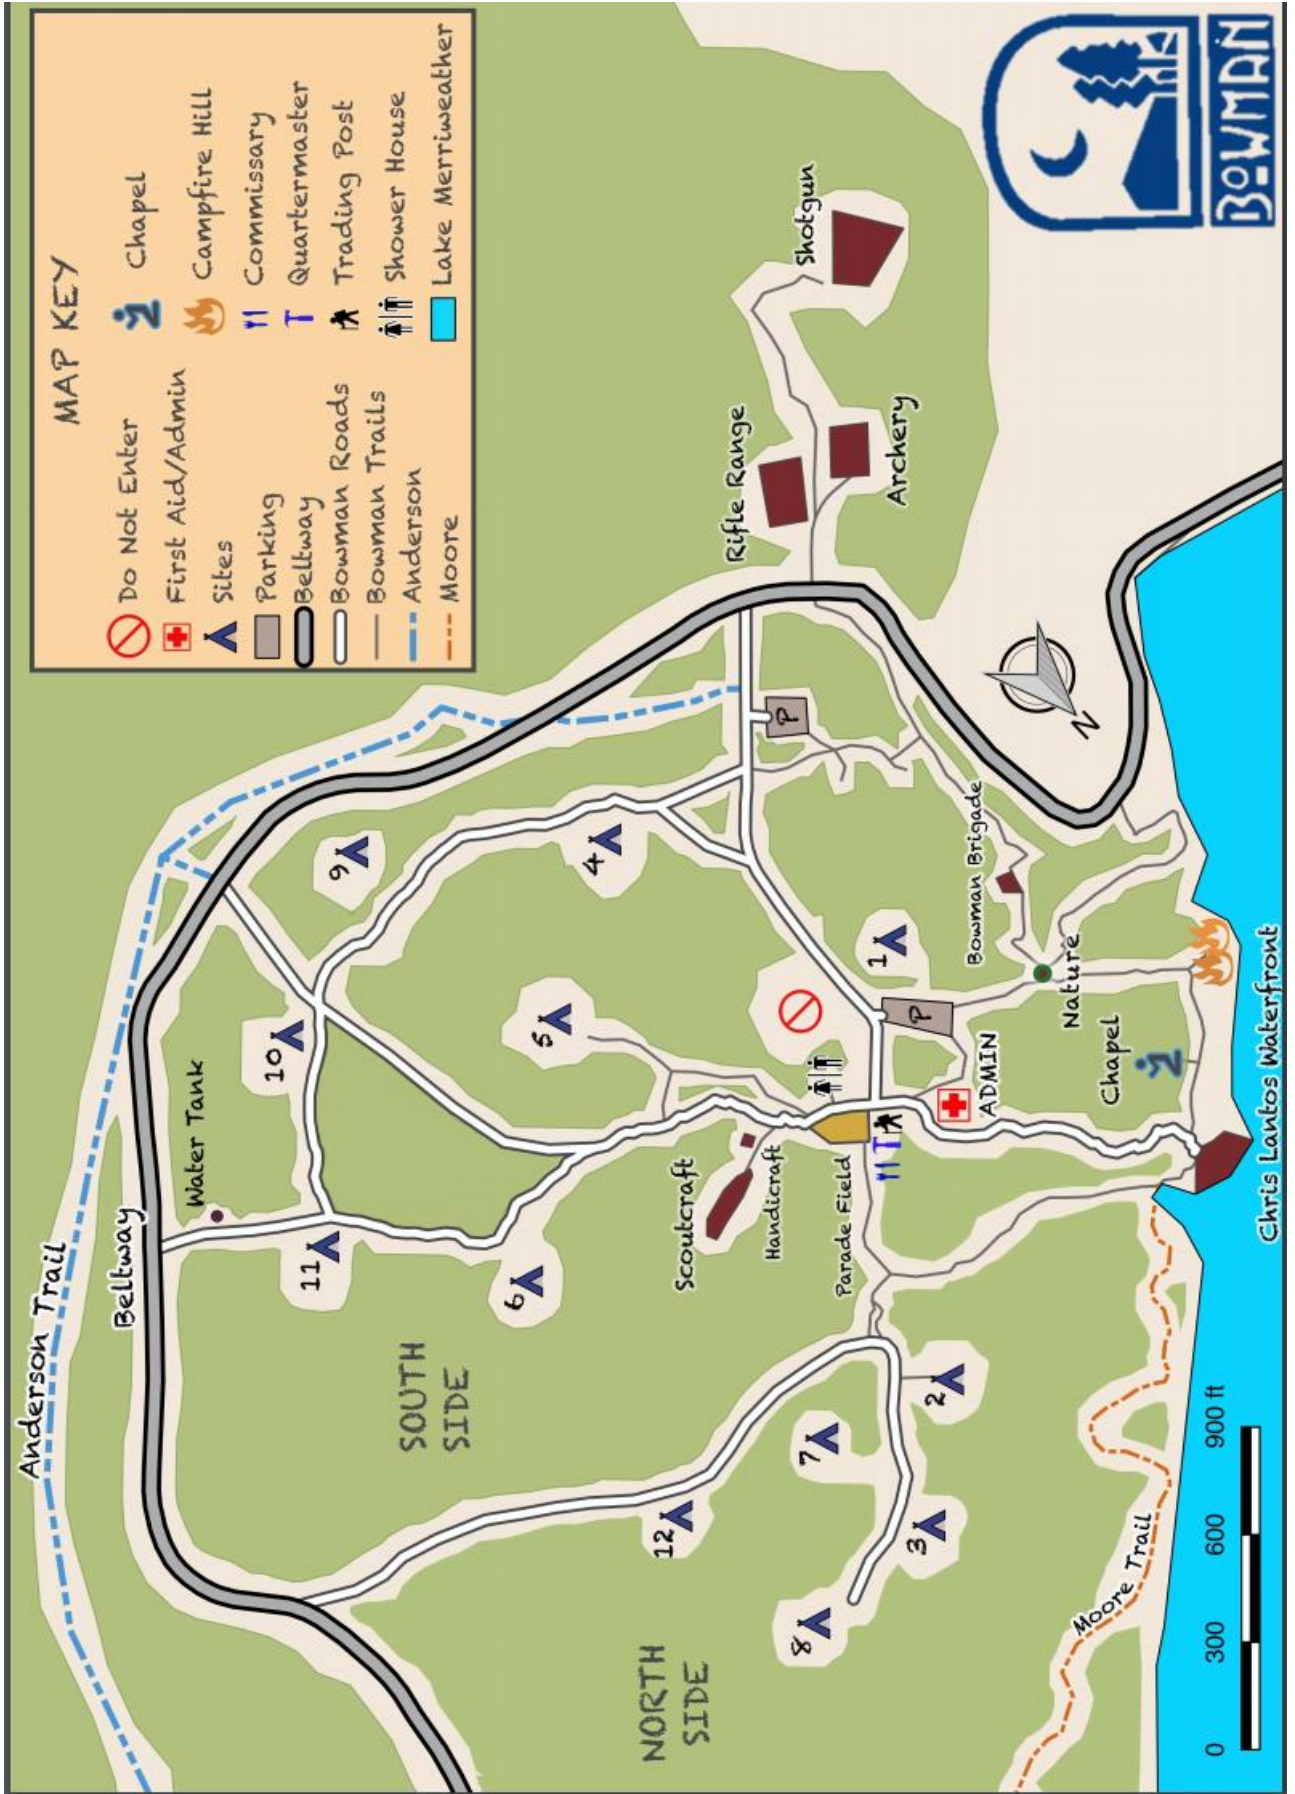 MAP KEY
Do Not Enter
First Aid/Admin
Sites
Parking
Beltway
Bowman Roads
Bowman Trails
Anderson
Moore
Chapel
Campfire Hill
Commissary
Quartermaster
Trading Post
Shower House
Lake Merriweather
BOWMAN
Anderson Trail
Beltway
Water Tank
11
10
9
6
5
4
SOUTH
SIDE
NORTH
SIDE
12
7
8
3
2
1
Scoutcraft
Handicraft
Parade Field
P
P
ADMIN
Nature
Bowman Brigade
Chapel
Rifle Range
Archery
Shotgun
N
Moore Trail
Chris Lantos Waterfront
0
300
600
900 ft